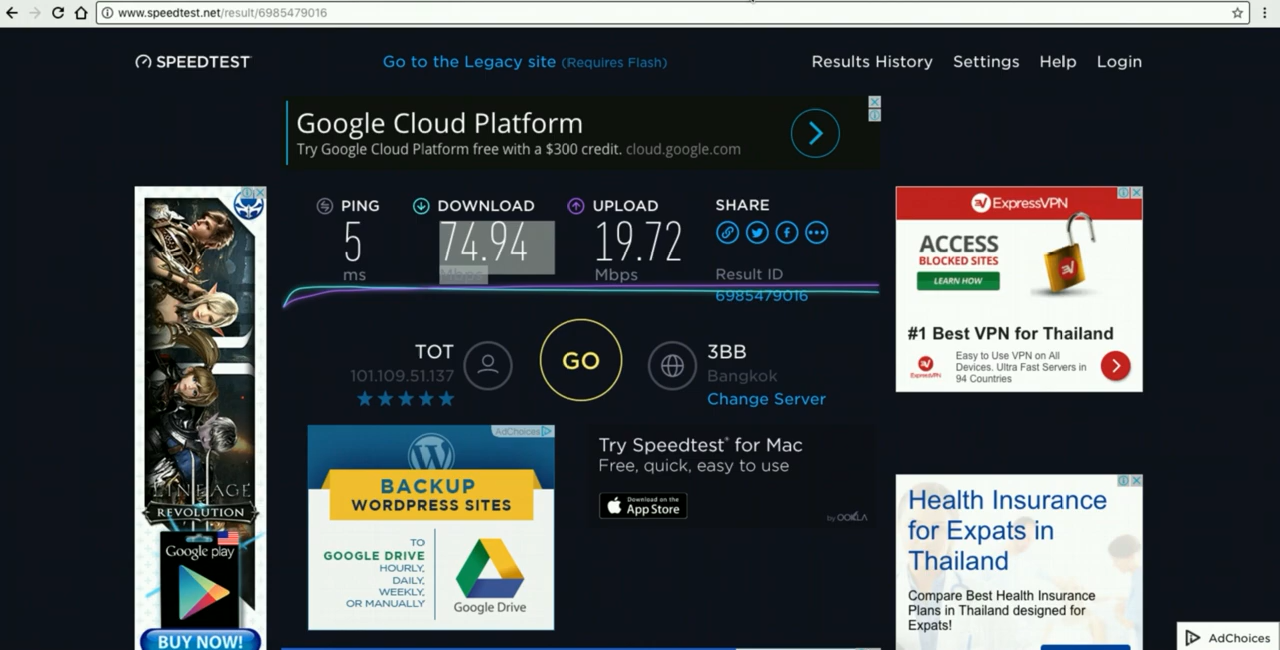 www.speedtest.net/result/6985479016
SPEEDTEST
Go to the Legacy site (Requires Flash)
Results History Settings Help Login
Google Cloud Platform
Try Google Cloud Platform free with a $300 credit. cloud.google.com
PING
5
ms
DOWNLOAD
74.94
Mbps
UPLOAD
19.72
Mbps
SHARE
Result ID
6985479016
TOT
101.109.51.137
GO
3BB
Bangkok
Change Server
LINEAGE
REVOLUTION
Google play
BUY NOW!
ExpressVPN
ACCESS
BLOCKED SITES
LEARN HOW
#1 Best VPN for Thailand
ExpressVPN
Easy to Use VPN on All
Devices. Ultra Fast Servers in
94 Countries
AdChoices
BACKUP
WORDPRESS SITES
TO
GOOGLE DRIVE
HOURLY,
DAILY,
WEEKLY,
OR MANUALLY
Google Drive
Try Speedtest® for Mac
Free, quick, easy to use
Download on the
App Store
by OOKLA
Health Insurance
for Expats in
Thailand
Compare Best Health Insurance
Plans in Thailand designed for
Expats!
AdChoices